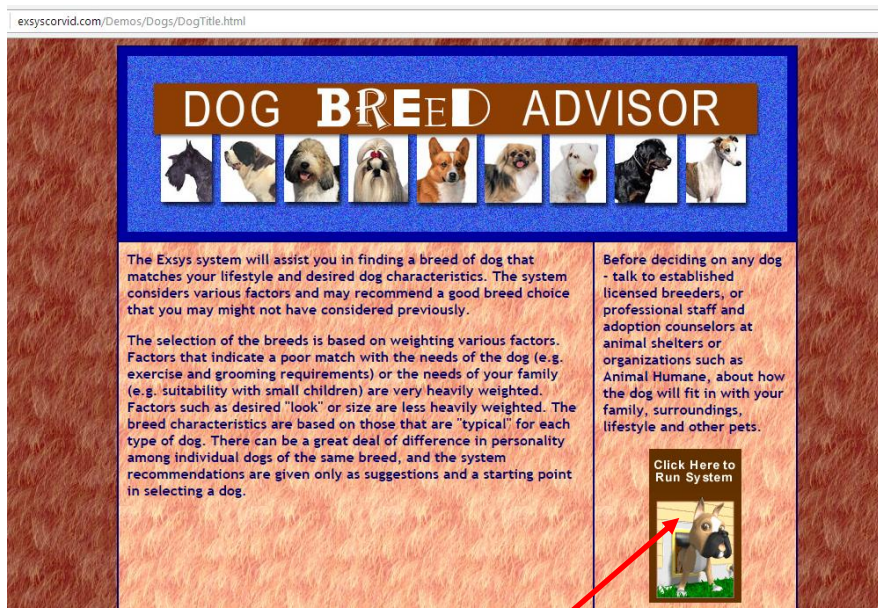 exsyscorvid.com/Demos/Dogs/DogTitle.html
DOG BREED ADVISOR
The Exsys system will assist you in finding a breed of dog that
matches your lifestyle and desired dog characteristics. The system
considers various factors and may recommend a good breed choice
that you may might not have considered previously.
The selection of the breeds is based on weighting various factors.
Factors that indicate a poor match with the needs of the dog (e.g.
exercise and grooming requirements) or the needs of your family
(e.g. suitability with small children) are very heavily weighted.
Factors such as desired "look" or size are less heavily weighted. The
breed characteristics are based on those that are "typical" for each
type of dog. There can be a great deal of difference in personality
among individual dogs of the same breed, and the system
recommendations are given only as suggestions and a starting point
in selecting a dog.
Before deciding on any dog
- talk to established
licensed breeders, or
professional staff and
adoption counselors at
animal shelters or
organizations such as
Animal Humane, about how
the dog will fit in with your
family, surroundings,
lifestyle and other pets.
Click Here to
Run System